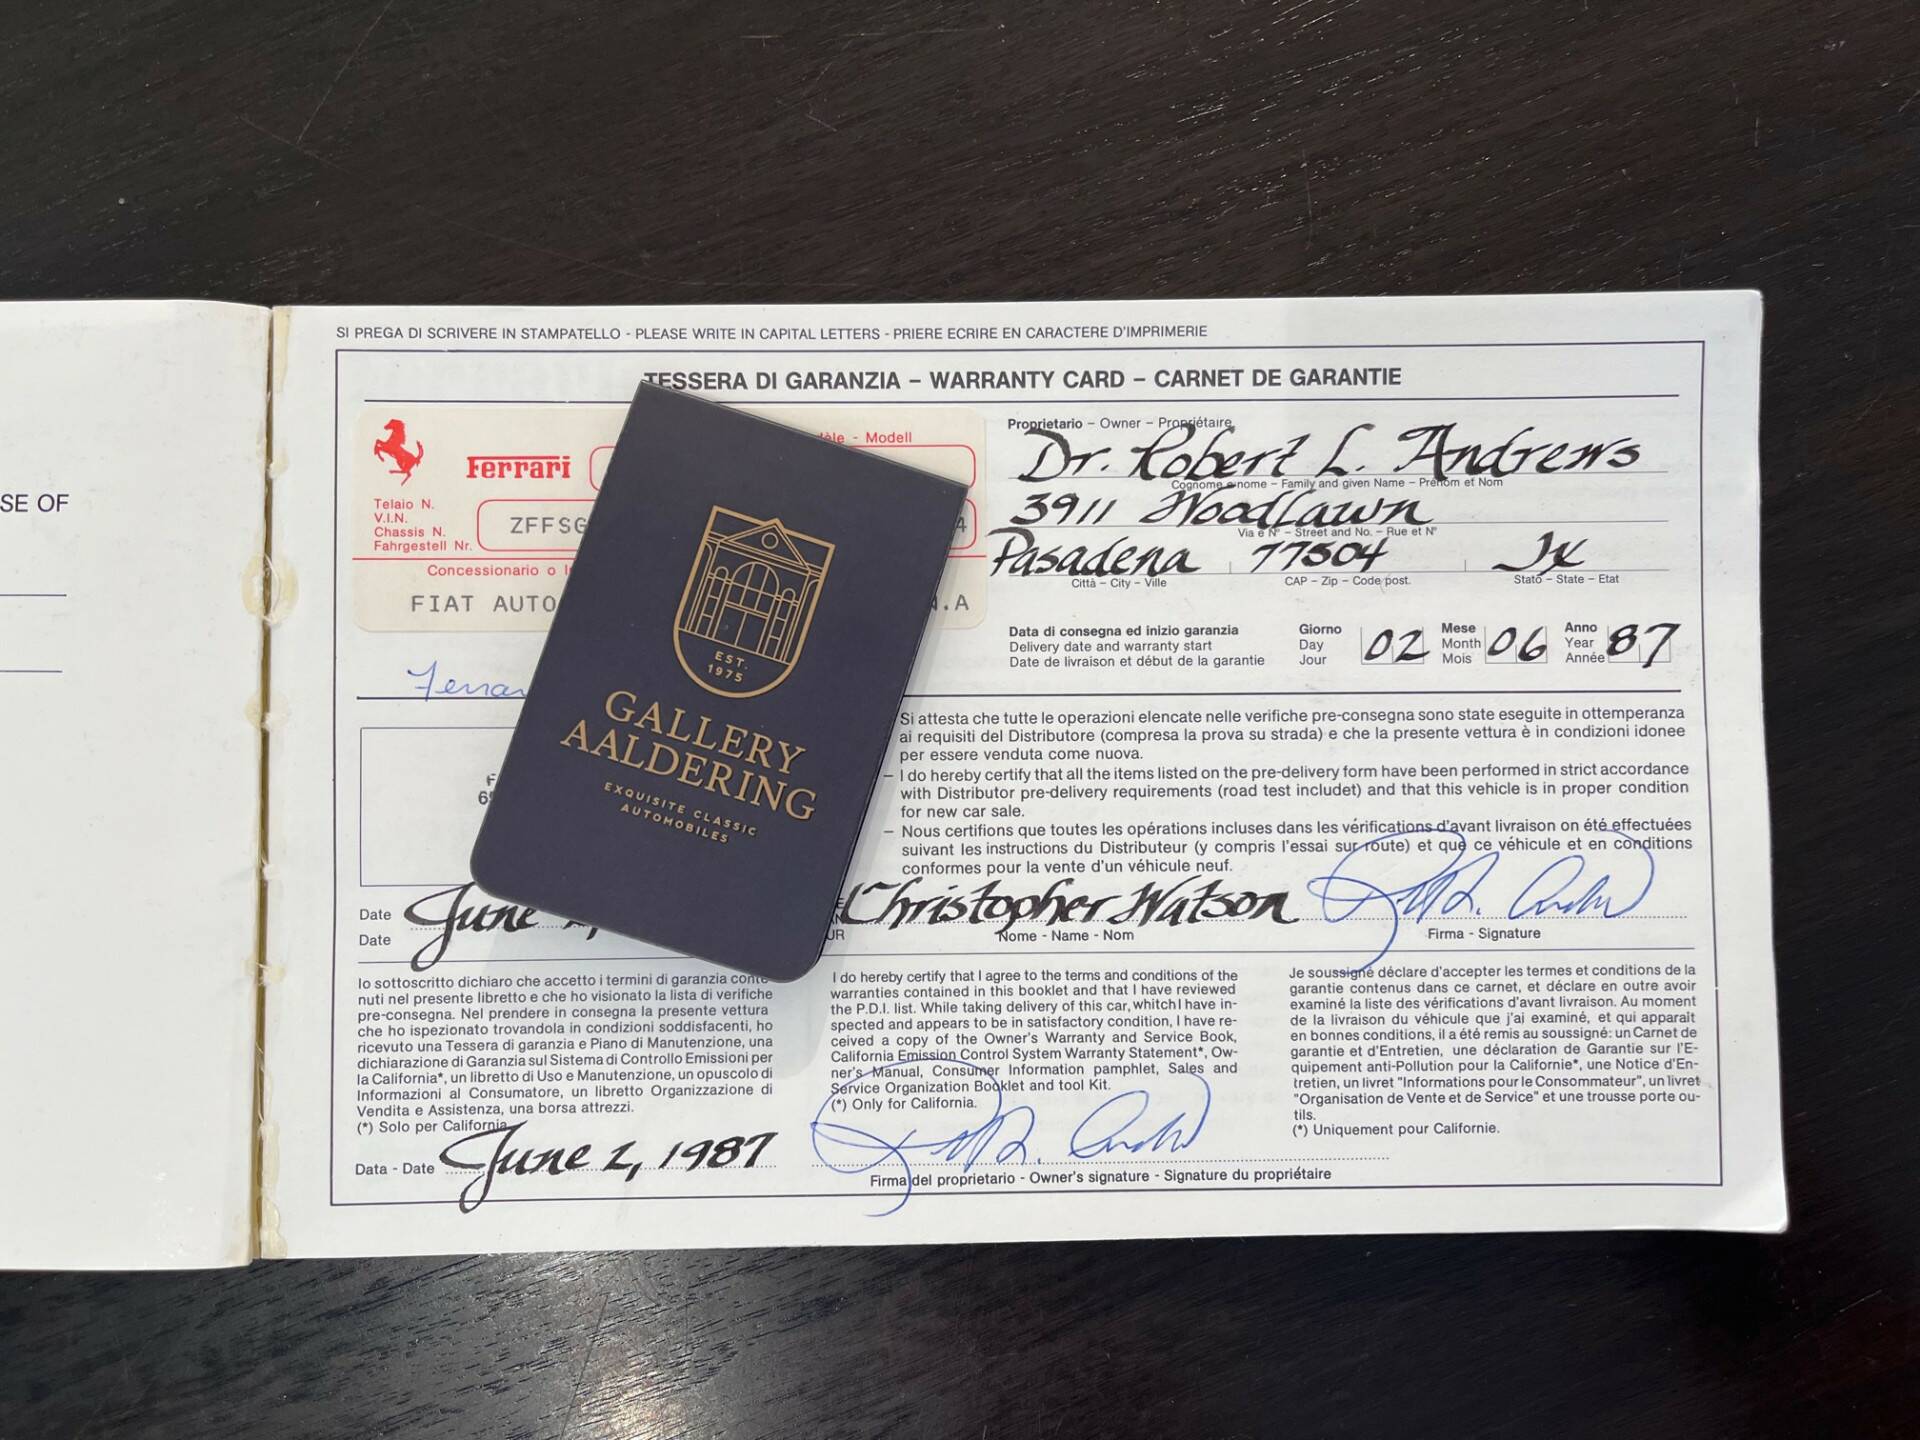 SE OF
SI PREGA DI SCRIVERE IN STAMPATELLO - PLEASE WRITE IN CAPITAL LETTERS - PRIERE ECRIRE EN CARACTERE D'IMPRIMERIE
TESSERA DI GARANZIA – WARRANTY CARD – CARNET DE GARANTIE
Ferrari
- Modell
Telaio N.
V.I.N.
Chassis N.
Fahrgestell Nr.
ZFFSG
4
Concessionario o
FIAT AUTO
.A
Ferrar
Proprietario – Owner – Propriétaire
Dr. Robert L. Andrews
Cognome e nome – Family and given Name – Prénom et Nom
3911 Woodlawn
Via e N° – Street and No. – Rue et N°
Pasadena 77504 Tx
Città – City – Ville
CAP – Zip – Code post.
Stato – State – Etat
Data di consegna ed inizio garanzia
Delivery date and warranty start
Date de livraison et début de la garantie
Giorno
Day
Jour
02
Mese
Month
Mois
06
Anno
Year
Année
87
EST.
1975
GALLERY
AALDERING
EXQUISITE CLASSIC
AUTOMOBILES
Si attesta che tutte le operazioni elencate nelle verifiche pre-consegna sono state eseguite in ottemperanza
ai requisiti del Distributore (compresa la prova su strada) e che la presente vettura è in condizioni idonee
per essere venduta come nuova.
– I do hereby certify that all the items listed on the pre-delivery form have been performed in strict accordance
with Distributor pre-delivery requirements (road test includet) and that this vehicle is in proper condition
for new car sale.
– Nous certifions que toutes les opérations incluses dans les vérifications d'avant livraison on été effectuées
suivant les instructions du Distributeur (y compris l'essai sur route) et que ce véhicule et en conditions
conformes pour la vente d'un véhicule neuf.
Date
Date
June
Christopher Watson
Nome - Name - Nom
Firma - Signature
Io sottoscritto dichiaro che accetto i termini di garanzia conte-
nuti nel presente libretto e che ho visionato la lista di verifiche
pre-consegna. Nel prendere in consegna la presente vettura
che ho ispezionato trovandola in condizioni soddisfacenti, ho
ricevuto una Tessera di garanzia e Piano di Manutenzione, una
dichiarazione di Garanzia sul Sistema di Controllo Emissioni per
la California*, un libretto di Uso e Manutenzione, un opuscolo di
Informazioni al Consumatore, un libretto Organizzazione di
Vendita e Assistenza, una borsa attrezzi.
(*) Solo per California.
Data - Date June 2, 1987
I do hereby certify that I agree to the terms and conditions of the
warranties contained in this booklet and that I have reviewed
the P.D.I. list. While taking delivery of this car, whitch I have in-
spected and appears to be in satisfactory condition, I have re-
ceived a copy of the Owner's Warranty and Service Book,
California Emission Control System Warranty Statement*, Ow-
ner's Manual, Consumer Information pamphlet, Sales and
Service Organization Booklet and tool Kit.
(*) Only for California.
Firma del proprietario - Owner's signature - Signature du propriétaire
Je soussigné déclare d'accepter les termes et conditions de la
garantie contenus dans ce carnet, et déclare en outre avoir
examiné la liste des vérifications d'avant livraison. Au moment
de la livraison du véhicule que j'ai examiné, et qui apparaît
en bonnes conditions, il a été remis au soussigné: un Carnet de
garantie et d'Entretien, une déclaration de Garantie sur l'E-
quipement anti-Pollution pour la Californie*, une Notice d'En-
tretien, un livret "Informations pour le Consommateur", un livret
"Organisation de Vente et de Service" et une trousse porte ou-
tils.
(*) Uniquement pour Californie.